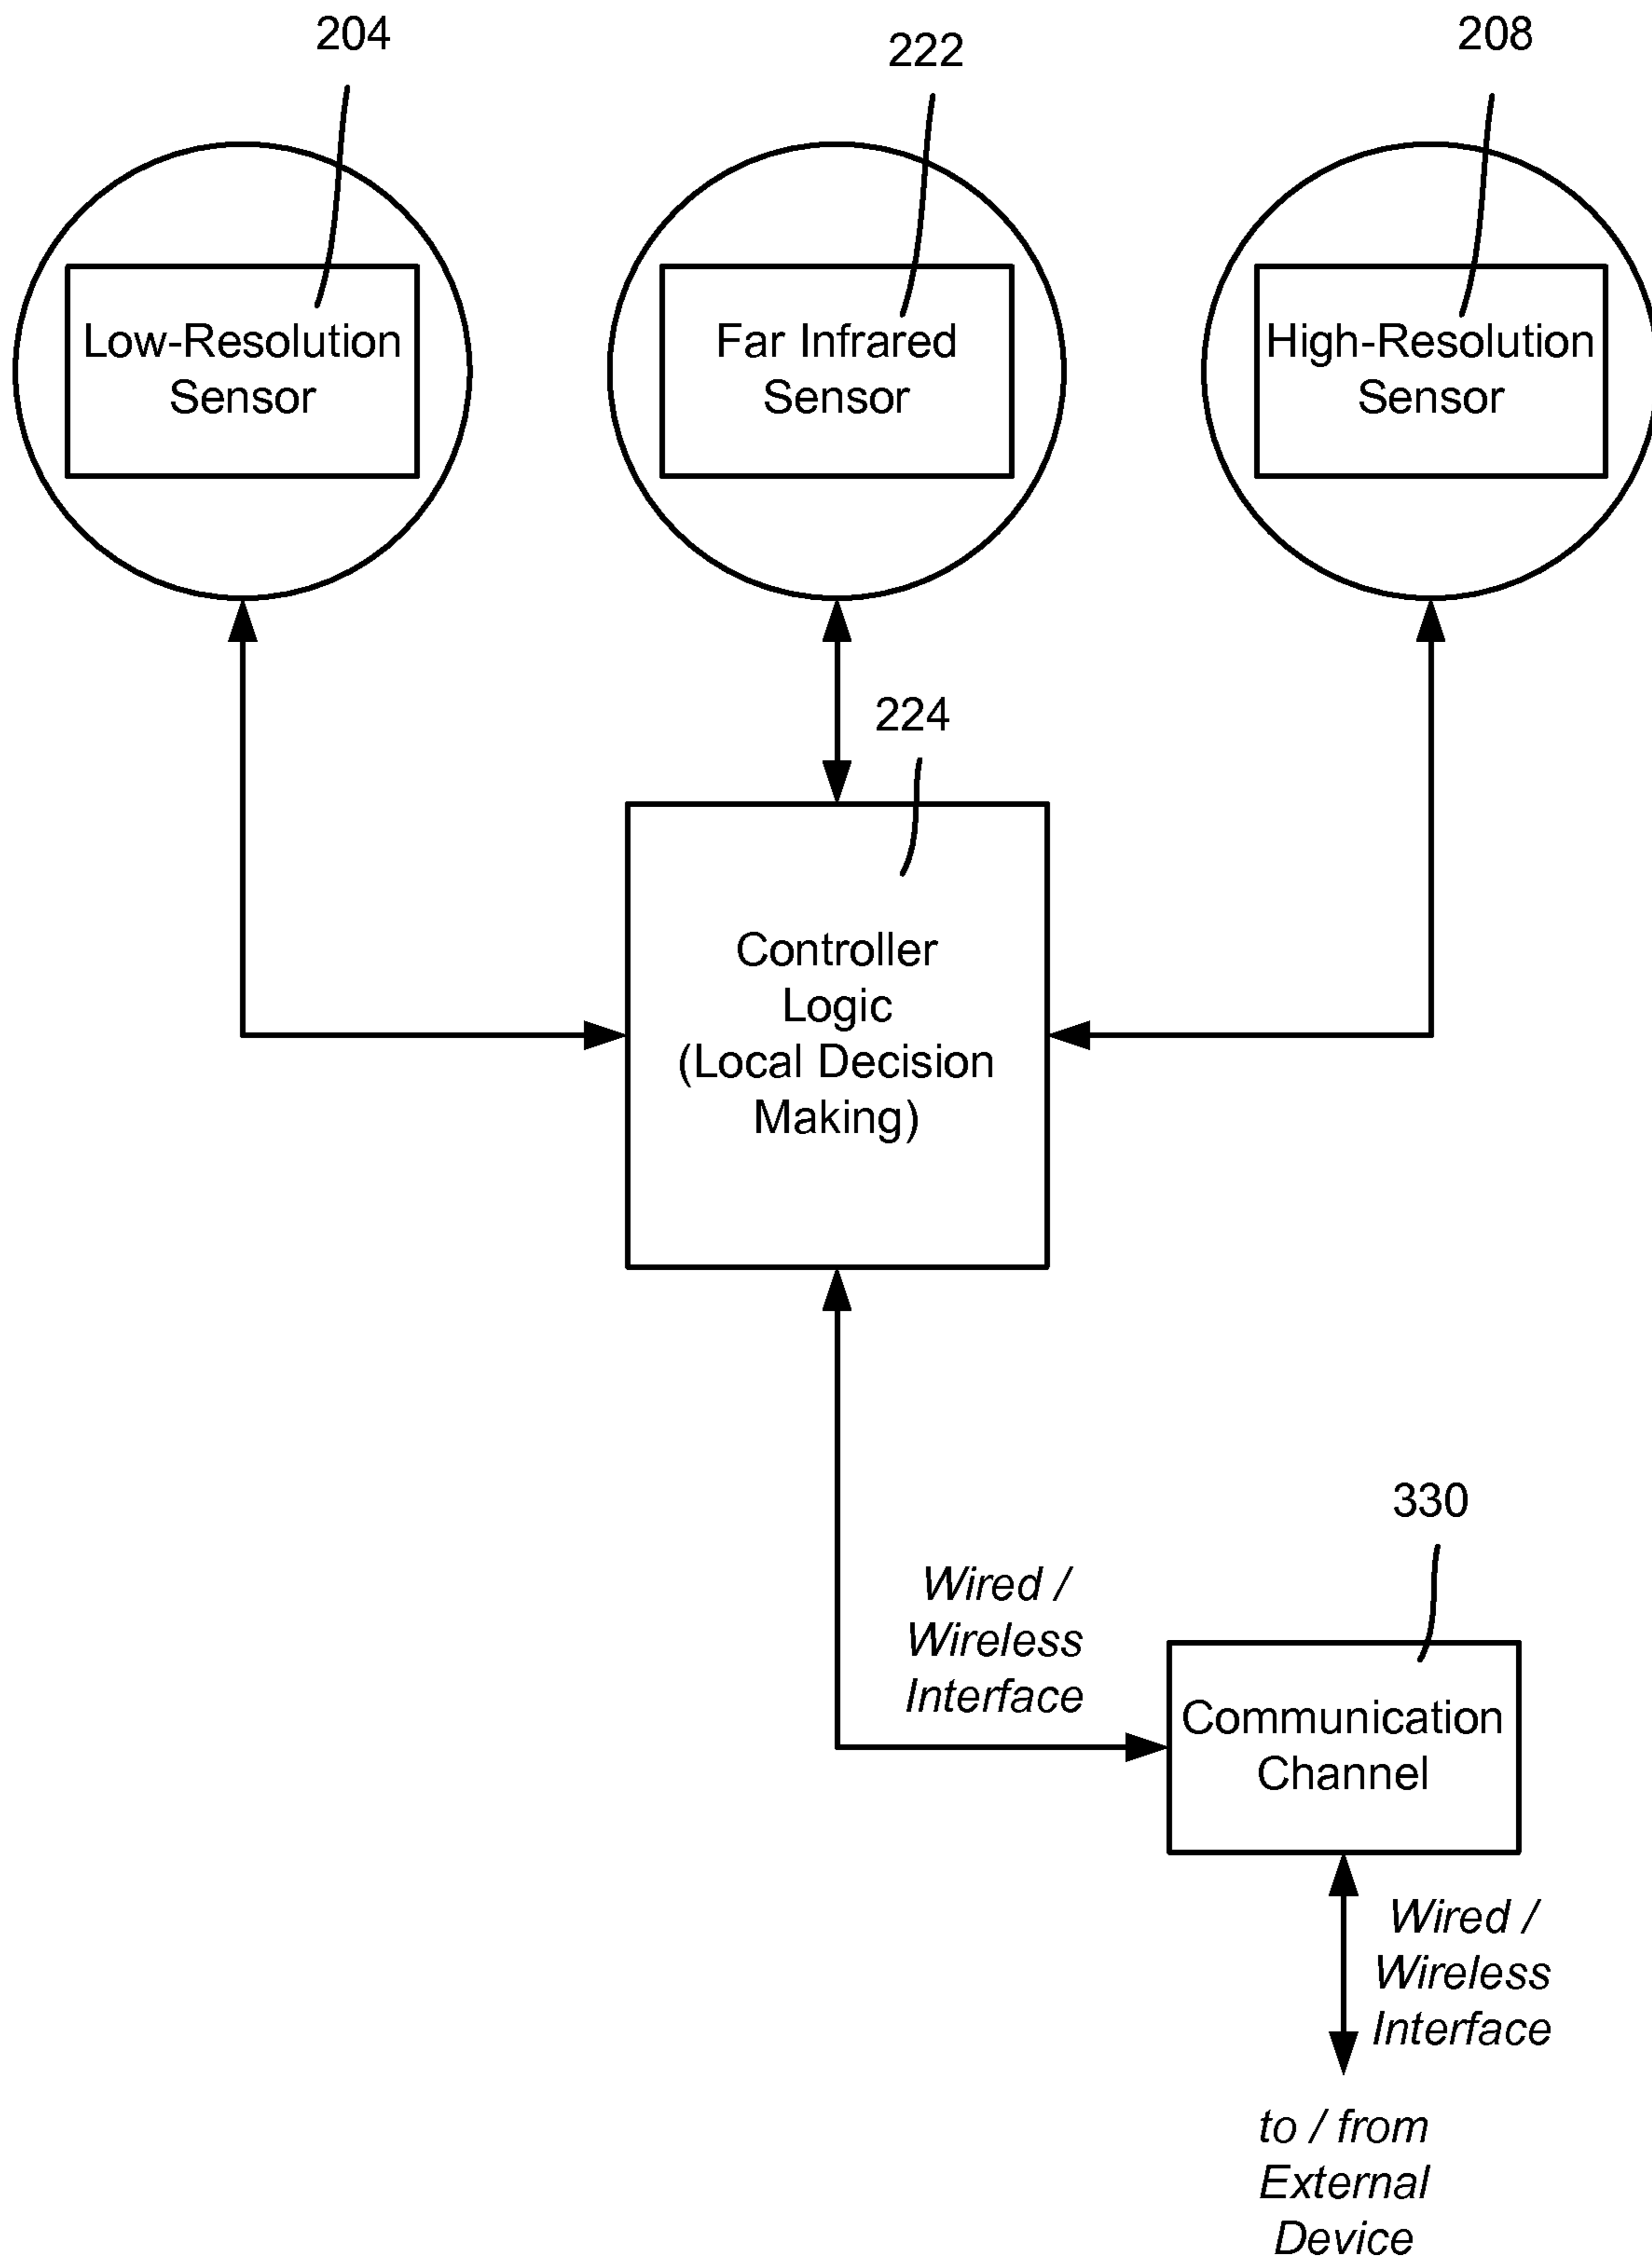 204
222
208
Low-Resolution
Sensor
Far Infrared
Sensor
High-Resolution
Sensor
224
Controller
Logic
(Local Decision
Making)
330
Wired /
Wireless
Interface
Communication
Channel
Wired /
Wireless
Interface
to / from
External
Device